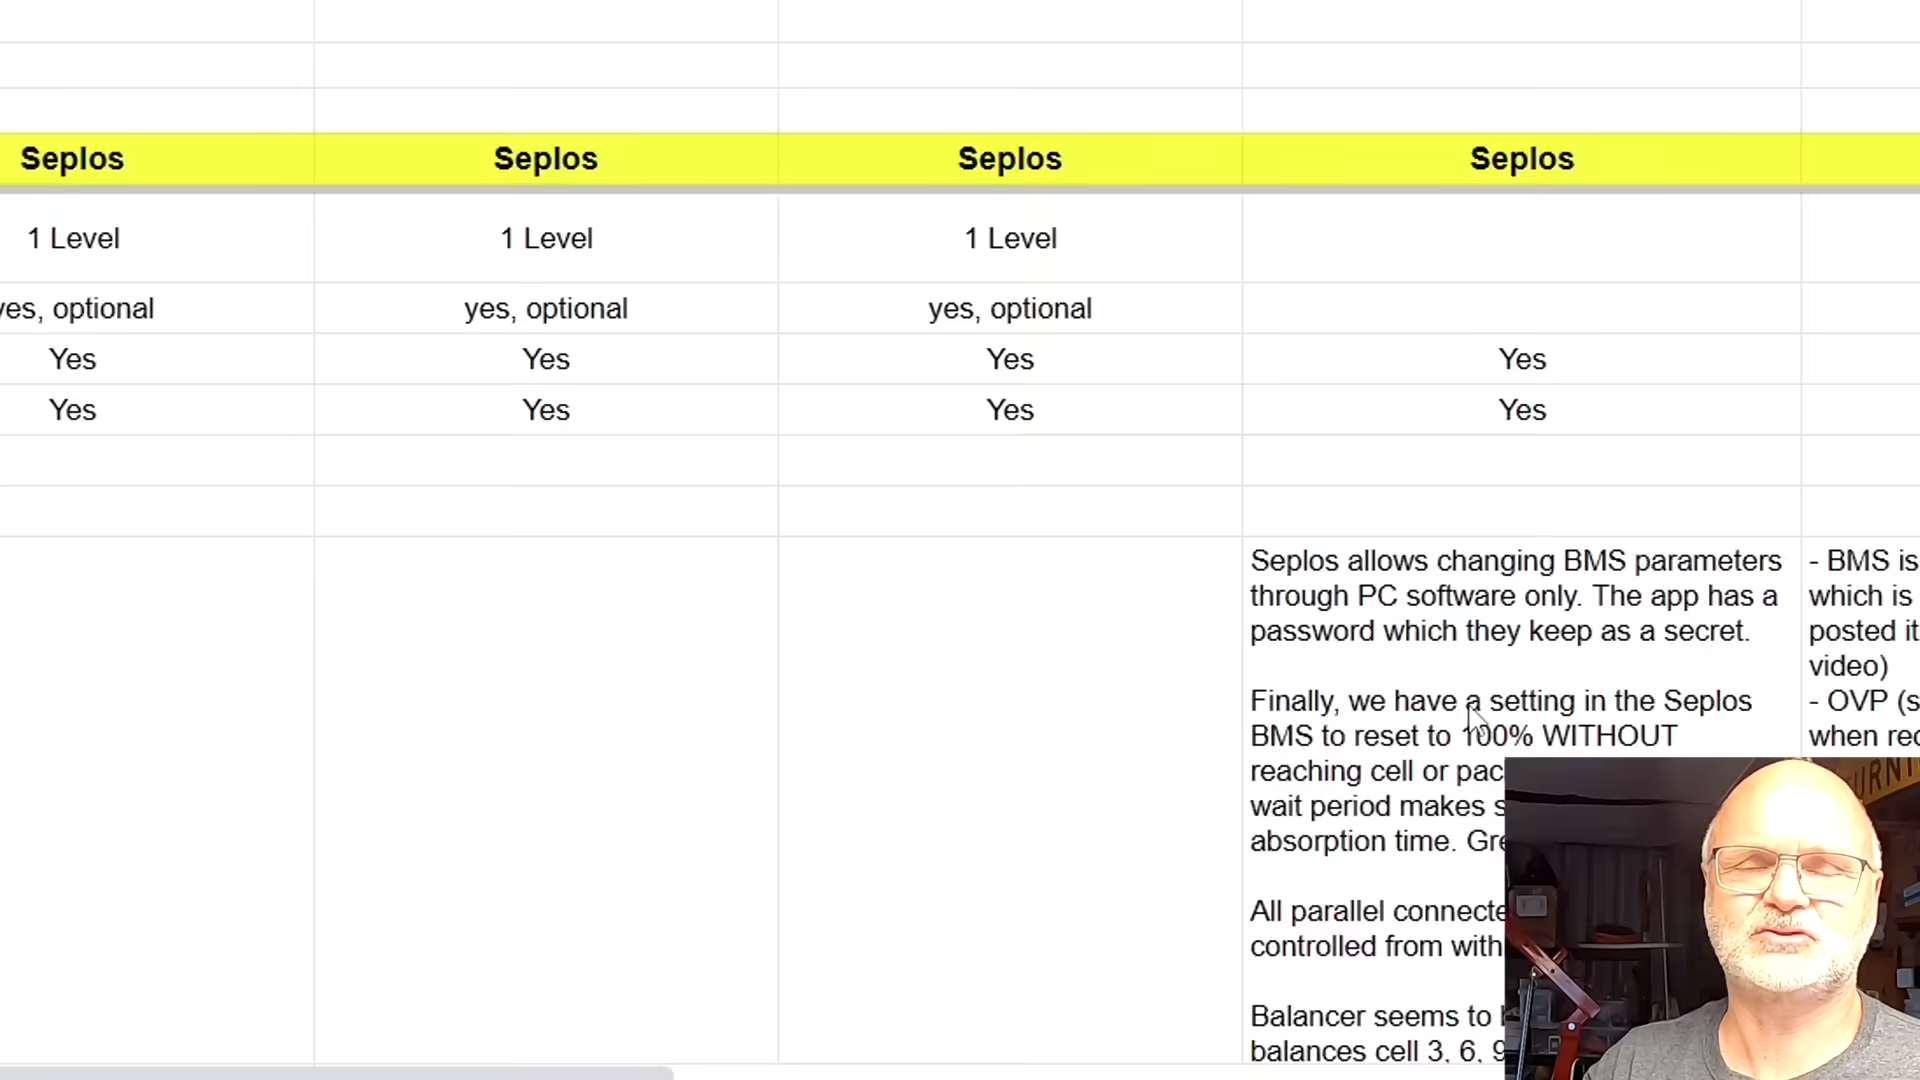 Seplos Seplos Seplos Seplos
1 Level 1 Level 1 Level
yes, optional yes, optional yes, optional
Yes Yes Yes Yes
Yes Yes Yes Yes
Seplos allows changing BMS parameters
through PC software only. The app has a
password which they keep as a secret.
Finally, we have a setting in the Seplos
BMS to reset to 100% WITHOUT
reaching cell or
wait period makes
absorption time.
All parallel
controlled from
Balancer seems to
balances cell 3, 6,
- BMS is
which is
posted it
video)
- OVP
when